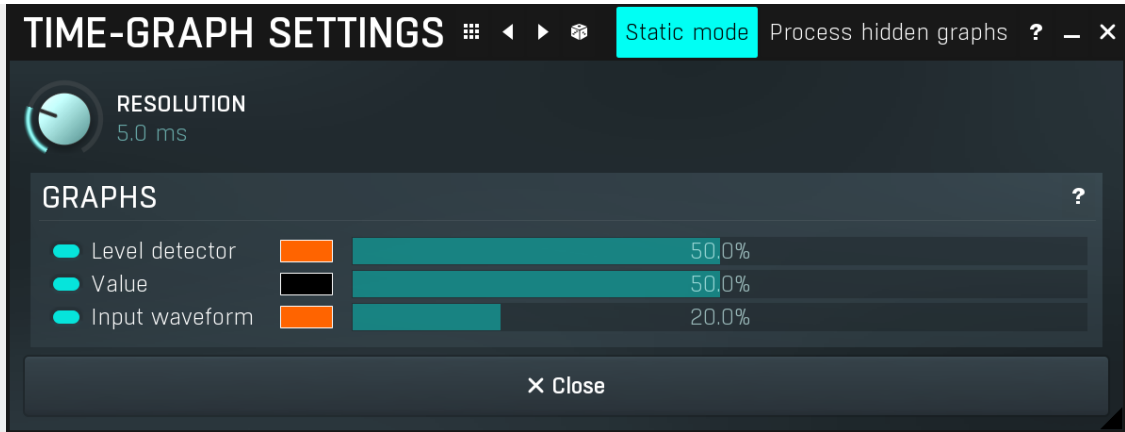 TIME-GRAPH SETTINGS Static mode Process hidden graphs ?
RESOLUTION
5.0 ms
GRAPHS ?
Level detector 50.0%
Value 50.0%
Input waveform 20.0%
Close